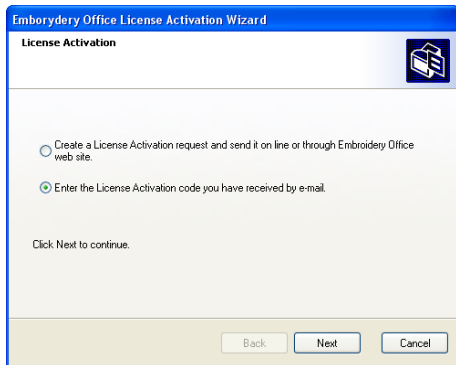 Emborydery Office License Activation Wizard
License Activation
Create a License Activation request and send it on line or through Embroidery Office
web site.
Enter the License Activation code you have received by e-mail.
Click Next to continue.
Back Next Cancel